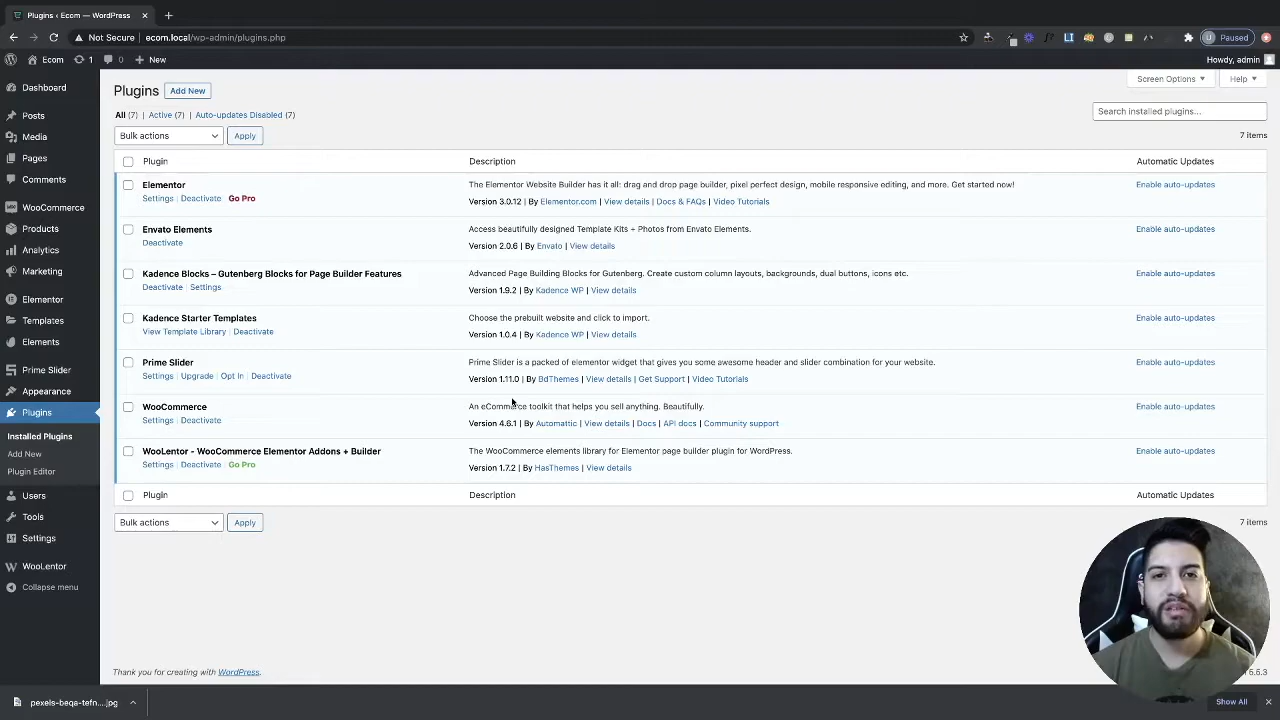 Plugins ‹ Ecom — WordPress
Not Secure | ecom.local/wp-admin/plugins.php
Paused
Ecom 1 0 New
Howdy, admin
Dashboard
Posts
Media
Pages
Comments
WooCommerce
Products
Analytics
Marketing
Elementor
Templates
Elements
Prime Slider
Appearance
Plugins
Installed Plugins
Add New
Plugin Editor
Users
Tools
Settings
WooLentor
Collapse menu
Screen Options ▼ Help ▼
Plugins Add New
All (7) | Active (7) | Auto-updates Disabled (7)
Search installed plugins...
Bulk actions Apply
7 items
Plugin Description Automatic Updates
Elementor The Elementor Website Builder has it all: drag and drop page builder, pixel perfect design, mobile responsive editing, and more. Get started now! Enable auto-updates
Settings | Deactivate | Go Pro Version 3.0.12 | By Elementor.com | View details | Docs & FAQs | Video Tutorials
Envato Elements Access beautifully designed Template Kits + Photos from Envato Elements. Enable auto-updates
Deactivate Version 2.0.6 | By Envato | View details
Kadence Blocks – Gutenberg Blocks for Page Builder Features Advanced Page Building Blocks for Gutenberg. Create custom column layouts, backgrounds, dual buttons, icons etc. Enable auto-updates
Deactivate | Settings Version 1.9.2 | By Kadence WP | View details
Kadence Starter Templates Choose the prebuilt website and click to import. Enable auto-updates
View Template Library | Deactivate Version 1.0.4 | By Kadence WP | View details
Prime Slider Prime Slider is a packed of elementor widget that gives you some awesome header and slider combination for your website. Enable auto-updates
Settings | Upgrade | Opt In | Deactivate Version 1.11.0 | By BdThemes | View details | Get Support | Video Tutorials
WooCommerce An eCommerce toolkit that helps you sell anything. Beautifully. Enable auto-updates
Settings | Deactivate Version 4.6.1 | By Automattic | View details | Docs | API docs | Community support
WooLentor - WooCommerce Elementor Addons + Builder The WooCommerce elements library for Elementor page builder plugin for WordPress. Enable auto-updates
Settings | Deactivate | Go Pro Version 1.7.2 | By HasThemes | View details
Plugin Description Automatic Updates
Bulk actions Apply
7 items
Thank you for creating with WordPress.
5.6.3
pexels-beqa-tefn....jpg
Show All